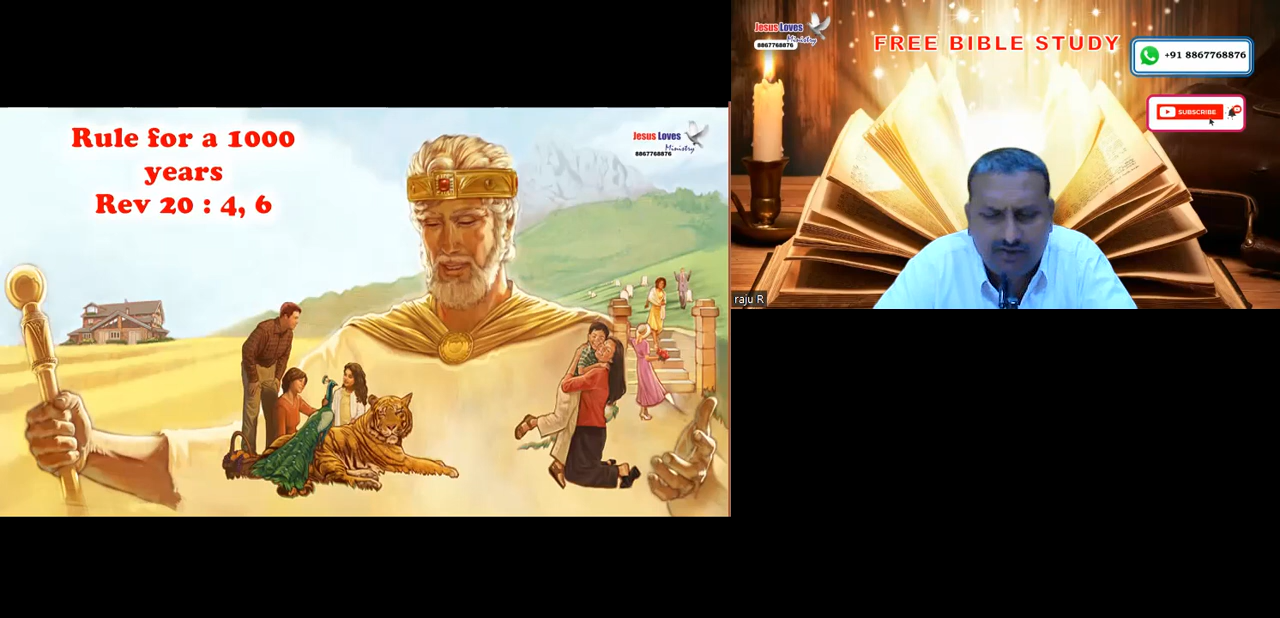 Rule for a 1000
years
Rev 20 : 4, 6
Jesus Loves
Ministry
8867768876
Jesus Loves
Ministry
8867768876
FREE BIBLE STUDY
+91 8867768876
SUBSCRIBE
raju R